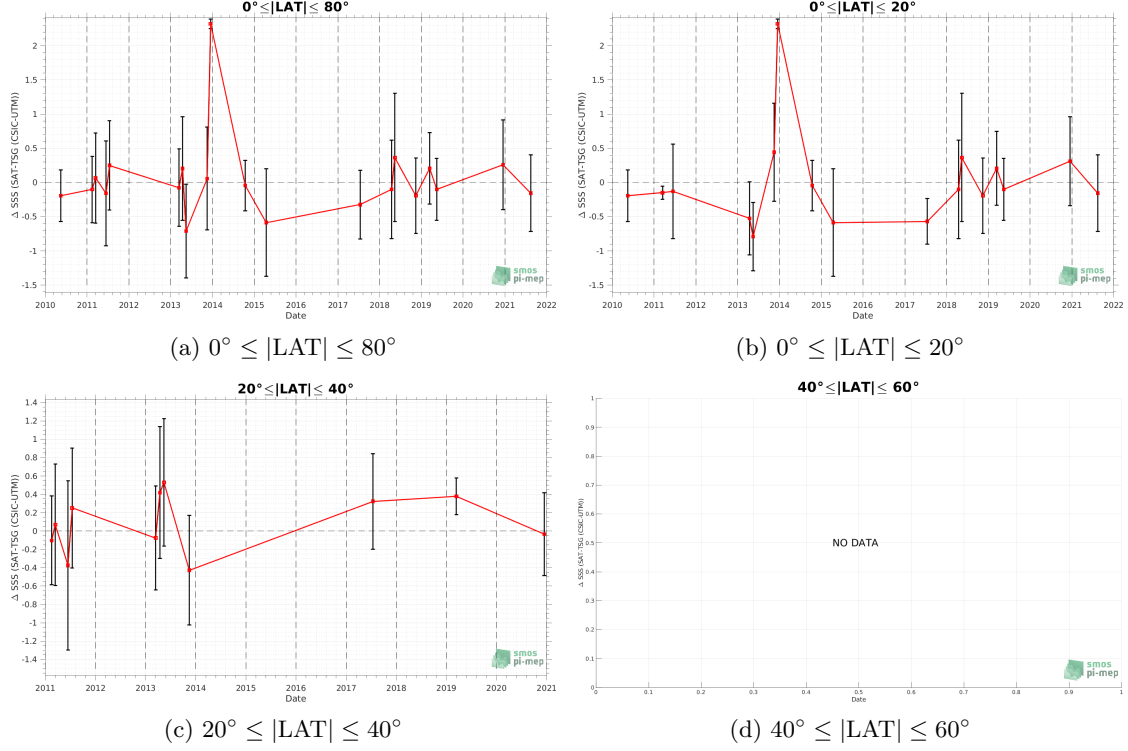 0°≤|LAT|≤ 80°
Δ SSS (SAT-TSG (CSIC-UTM))
2
1.5
1
0.5
0
-0.5
-1
-1.5
2010 2011 2012 2013 2014 2015 2016 2017 2018 2019 2020 2021 2022
Date
smos
pi-mep
(a) 0° ≤ |LAT| ≤ 80°
0°≤|LAT|≤ 20°
Δ SSS (SAT-TSG (CSIC-UTM))
2
1.5
1
0.5
0
-0.5
-1
-1.5
2010 2011 2012 2013 2014 2015 2016 2017 2018 2019 2020 2021 2022
Date
smos
pi-mep
(b) 0° ≤ |LAT| ≤ 20°
20°≤|LAT|≤ 40°
Δ SSS (SAT-TSG (CSIC-UTM))
1.4
1.2
1
0.8
0.6
0.4
0.2
0
-0.2
-0.4
-0.6
-0.8
-1
-1.2
-1.4
2011 2012 2013 2014 2015 2016 2017 2018 2019 2020 2021
Date
smos
pi-mep
(c) 20° ≤ |LAT| ≤ 40°
40°≤|LAT|≤ 60°
Δ SSS (SAT-TSG (CSIC-UTM))
1
0.9
0.8
0.7
0.6
0.5
0.4
0.3
0.2
0.1
0
NO DATA
0 0.1 0.2 0.3 0.4 0.5 0.6 0.7 0.8 0.9 1
Date
smos
pi-mep
(d) 40° ≤ |LAT| ≤ 60°